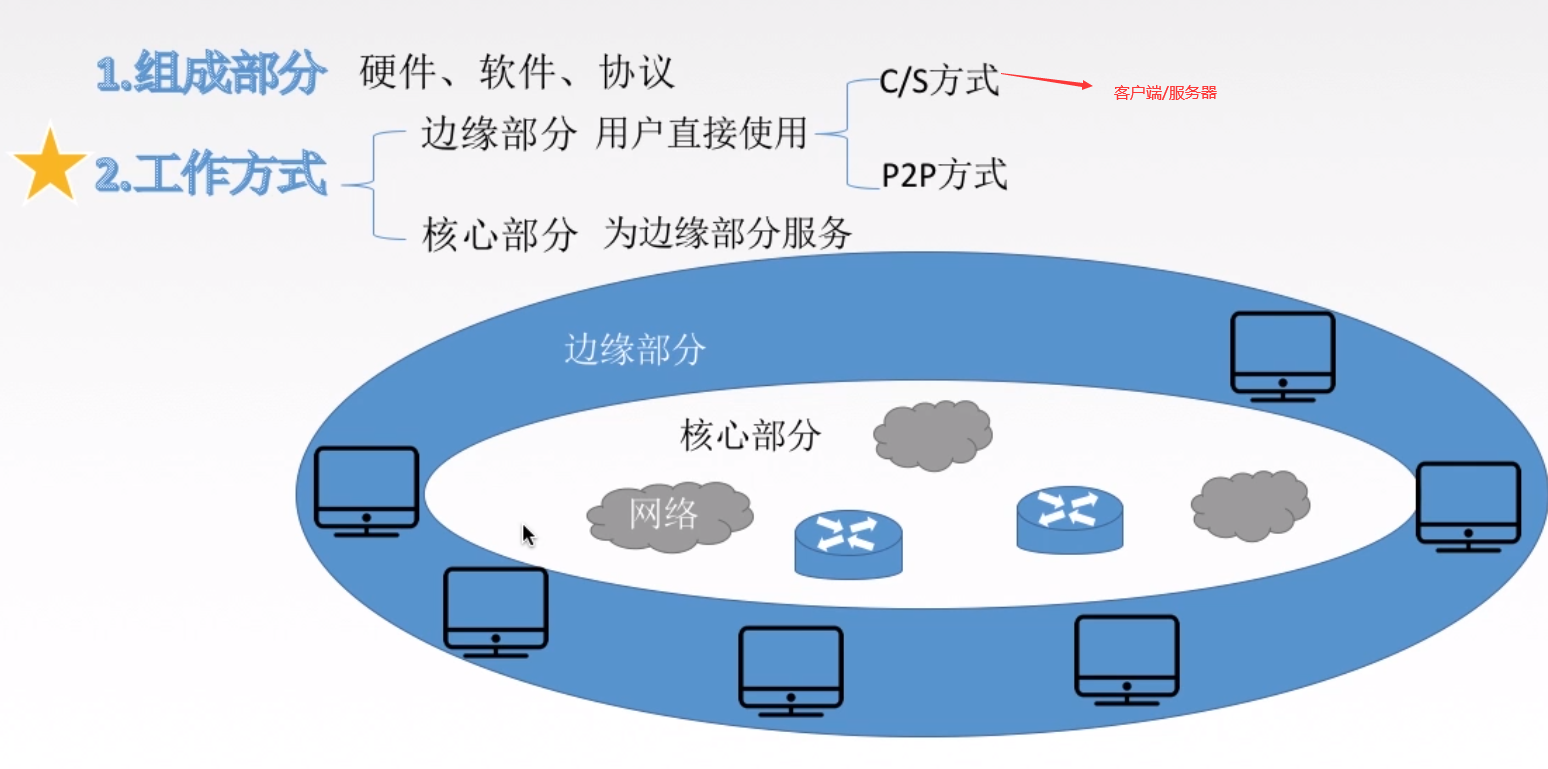 1.组成部分 硬件、软件、协议
C/S方式
客户端/服务器
边缘部分 用户直接使用
2.工作方式
P2P方式
核心部分 为边缘部分服务
边缘部分
核心部分
网络